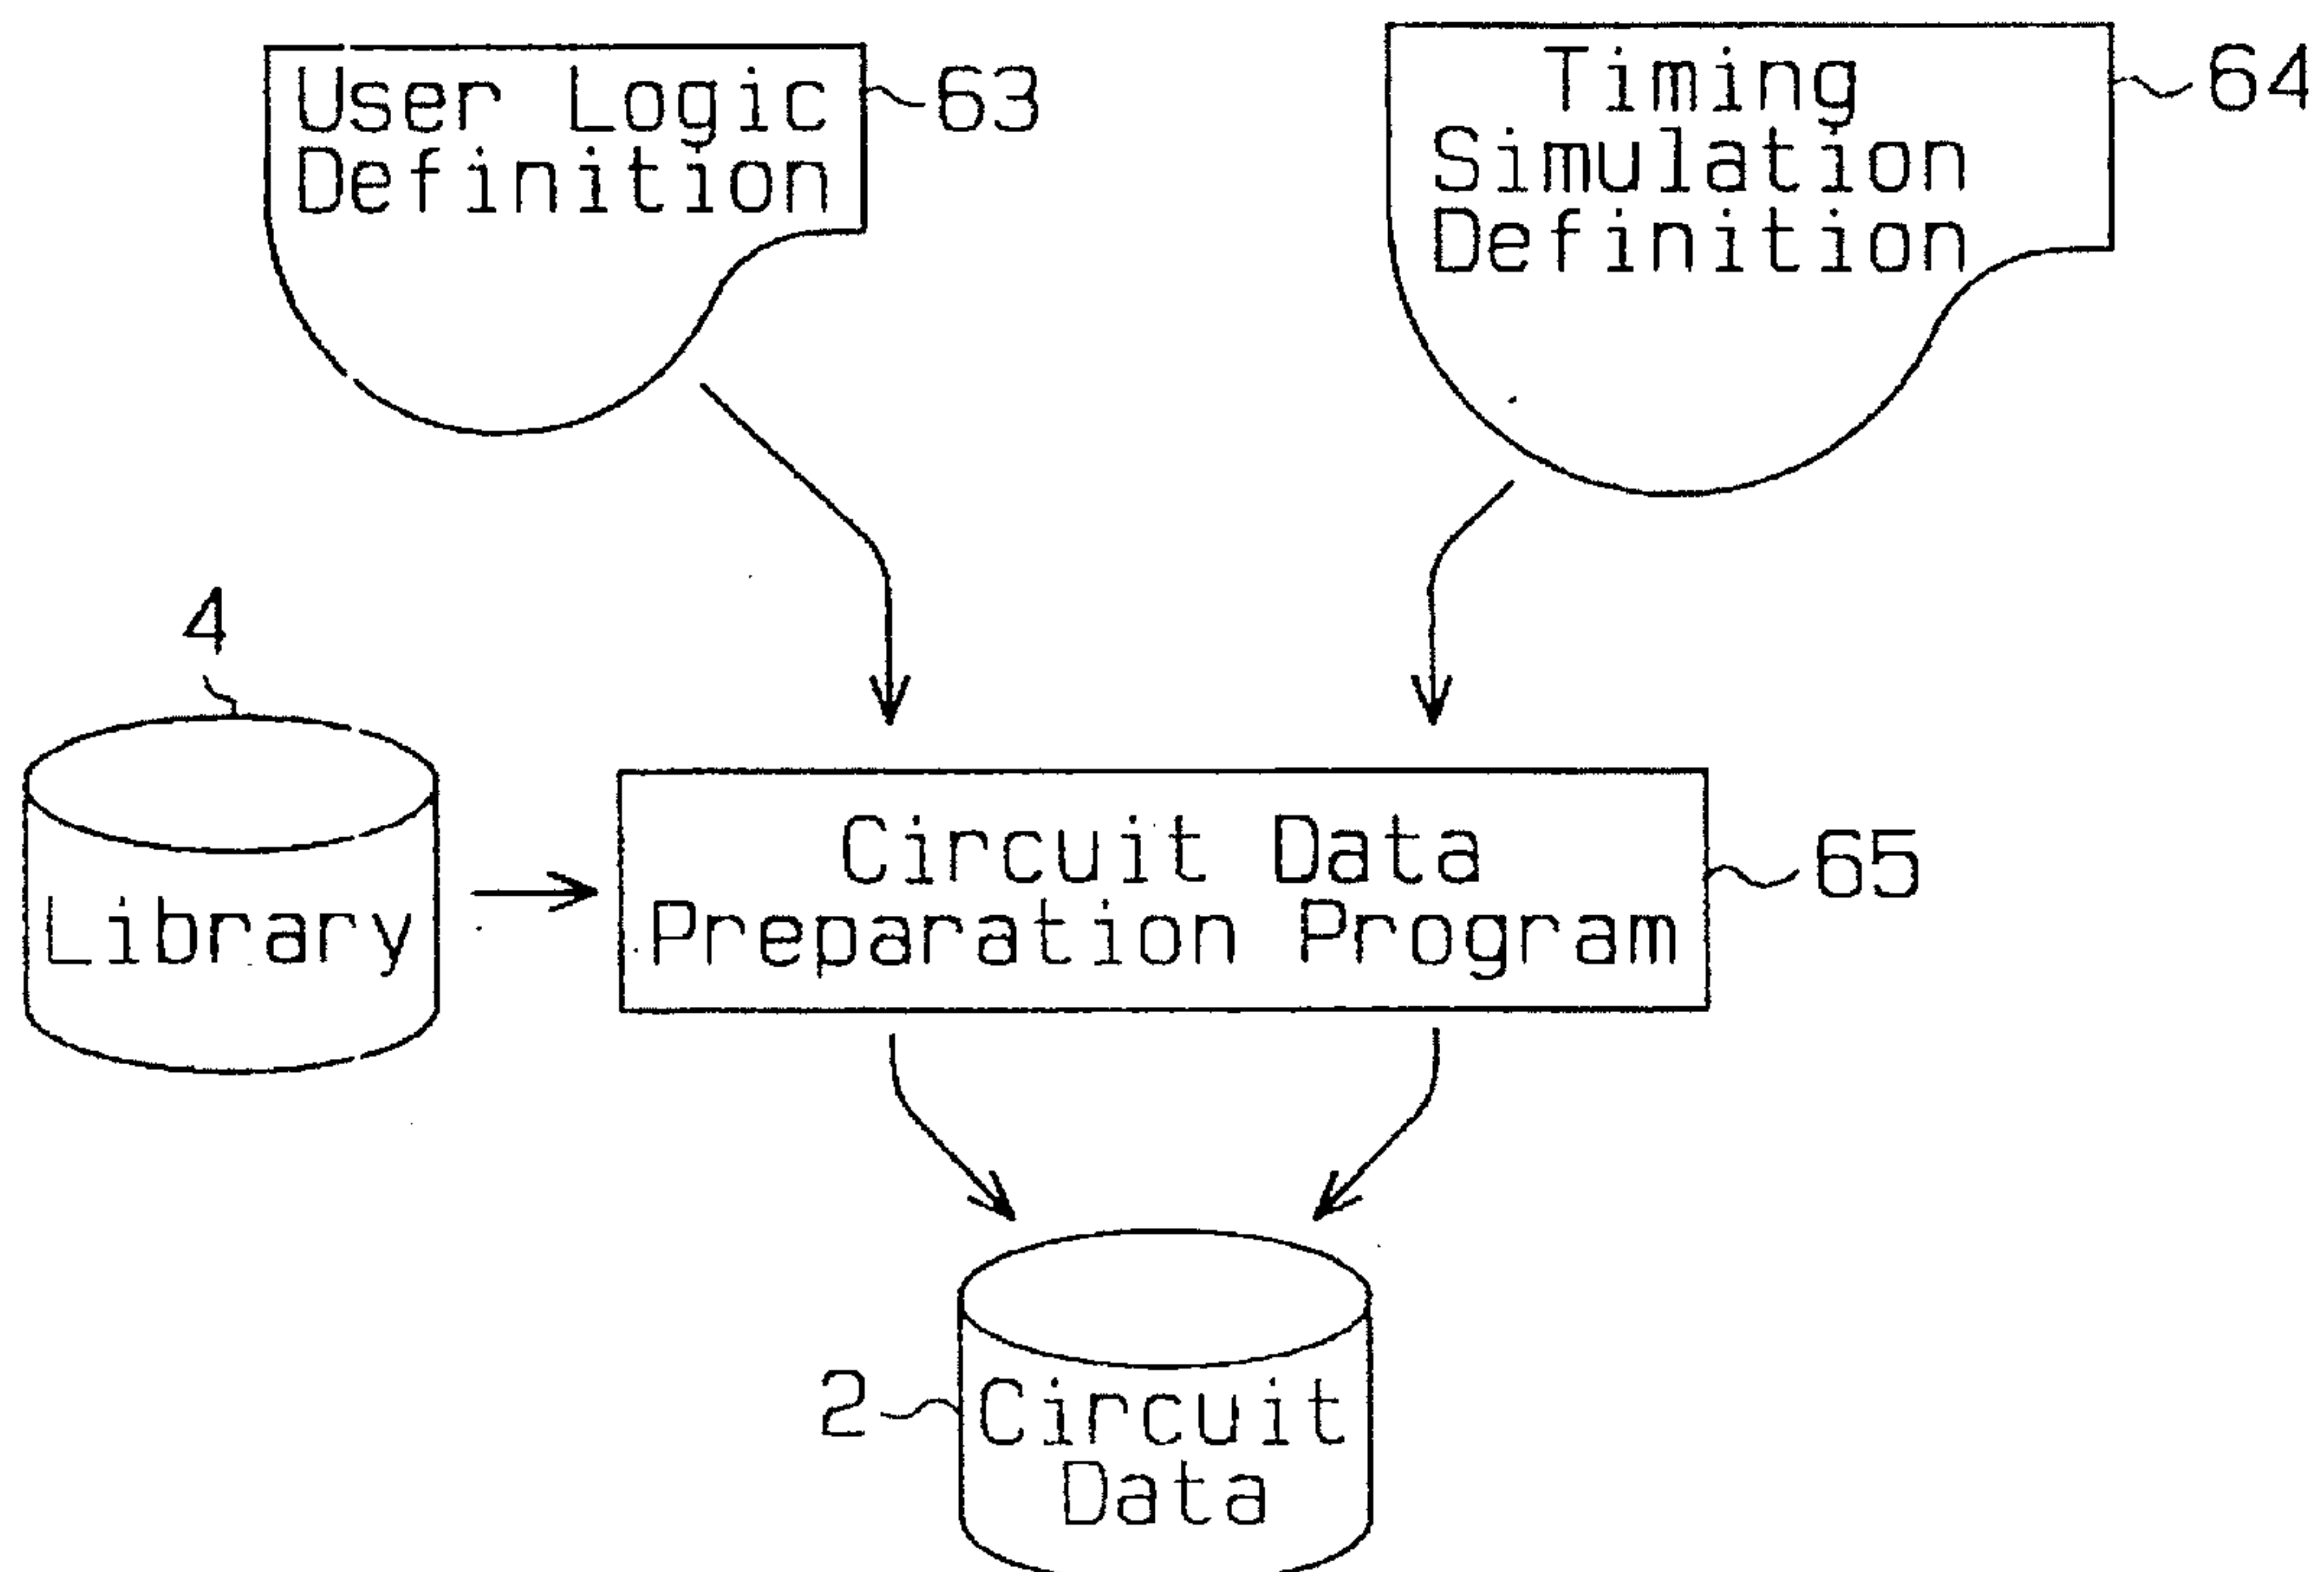 User Logic
Definition
63
Timing
Simulation
Definition
64
4
Library
Circuit Data
Preparation Program
65
2
Circuit
Data